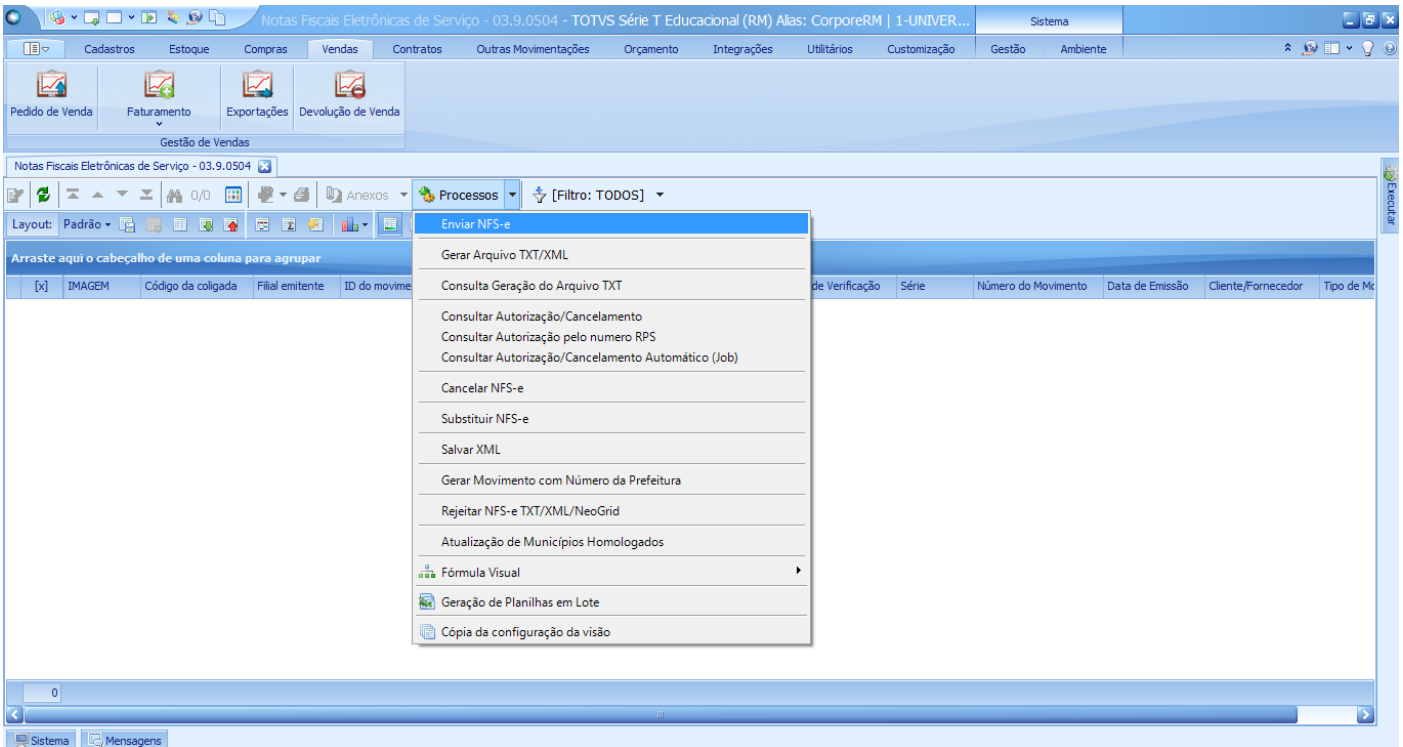 Notas Fiscais Eletrônicas de Serviço - 03.9.0504 - TOTVS Série T Educacional (RM) Alias: CorporeRM | 1-UNIVER...
Sistema
Cadastros Estoque Compras Vendas Contratos Outras Movimentações Orçamento Integrações Utilitários Customização Gestão Ambiente
Pedido de Venda Faturamento Exportações Devolução de Venda
Gestão de Vendas
Notas Fiscais Eletrônicas de Serviço - 03.9.0504
0/0 Anexos Processos [Filtro: TODOS]
Layout: Padrão
Arraste aqui o cabeçalho de uma coluna para agrupar
[x] IMAGEM Código da coligada Filial emitente ID do movime de Verificação Série Número do Movimento Data de Emissão Cliente/Fornecedor Tipo de Mo
Enviar NFS-e
Gerar Arquivo TXT/XML
Consulta Geração do Arquivo TXT
Consultar Autorização/Cancelamento
Consultar Autorização pelo numero RPS
Consultar Autorização/Cancelamento Automático (Job)
Cancelar NFS-e
Substituir NFS-e
Salvar XML
Gerar Movimento com Número da Prefeitura
Rejeitar NFS-e TXT/XML/NeoGrid
Atualização de Municípios Homologados
Fórmula Visual
Geração de Planilhas em Lote
Cópia da configuração da visão
Executar
0
Sistema Mensagens